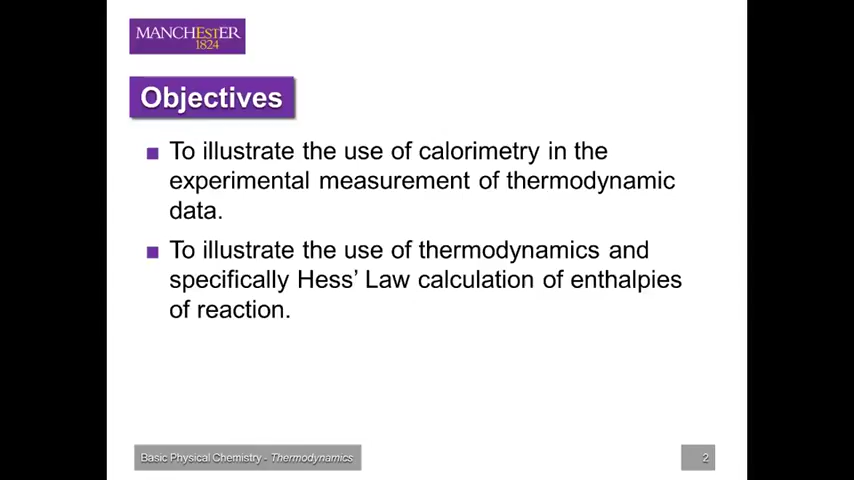 MANCHESTER
1824
Objectives
■ To illustrate the use of calorimetry in the
experimental measurement of thermodynamic
data.
■ To illustrate the use of thermodynamics and
specifically Hess’ Law calculation of enthalpies
of reaction.
Basic Physical Chemistry - Thermodynamics
2